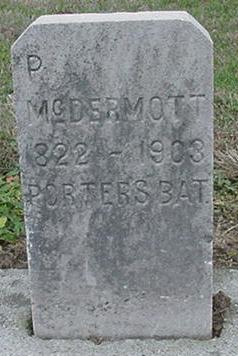 P.
McDERMOTT
1822 - 1903
PORTERS BAT.